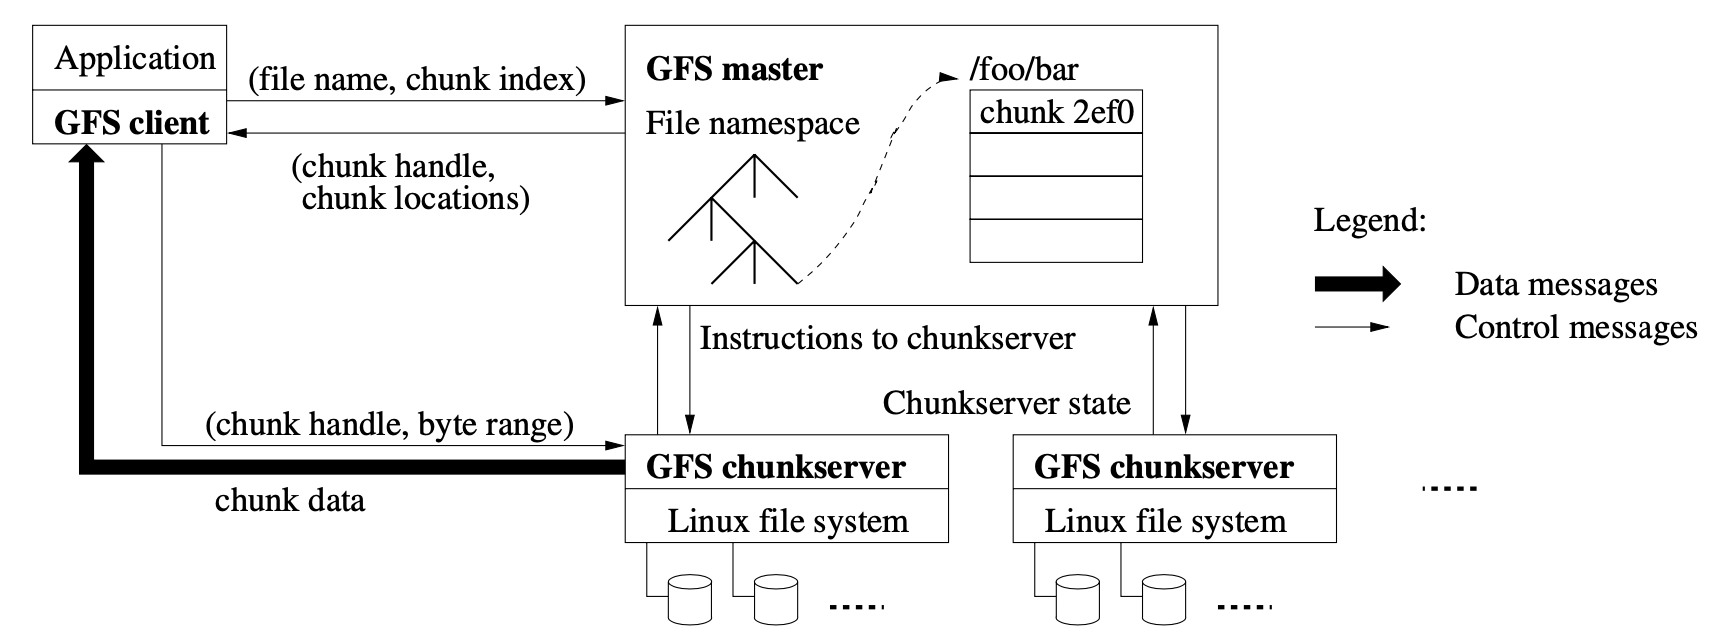 Application
GFS client
(file name, chunk index)
(chunk handle,
chunk locations)
GFS master
File namespace
/foo/bar
chunk 2ef0
Legend:
Data messages
Control messages
Instructions to chunkserver
Chunkserver state
(chunk handle, byte range)
chunk data
GFS chunkserver
Linux file system
GFS chunkserver
Linux file system